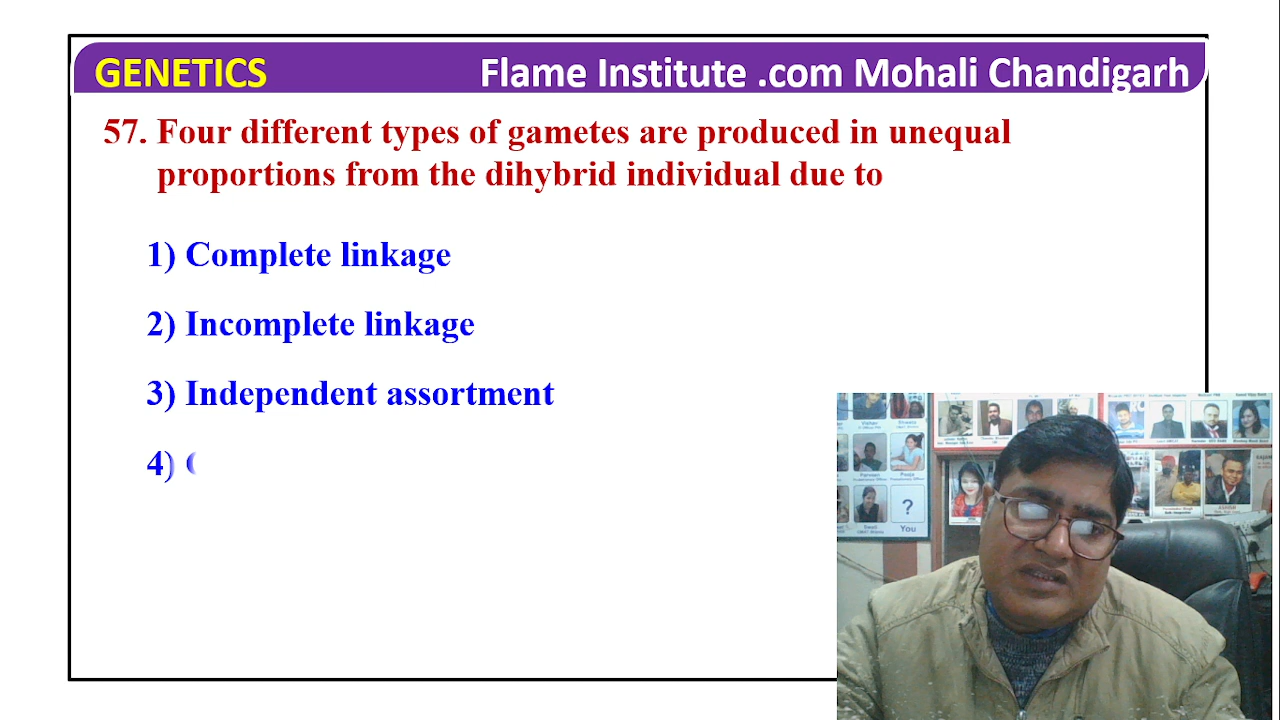 GENETICS
Flame Institute .com Mohali Chandigarh
57. Four different types of gametes are produced in unequal
proportions from the dihybrid individual due to
1) Complete linkage
2) Incomplete linkage
3) Independent assortment
4)
?
You